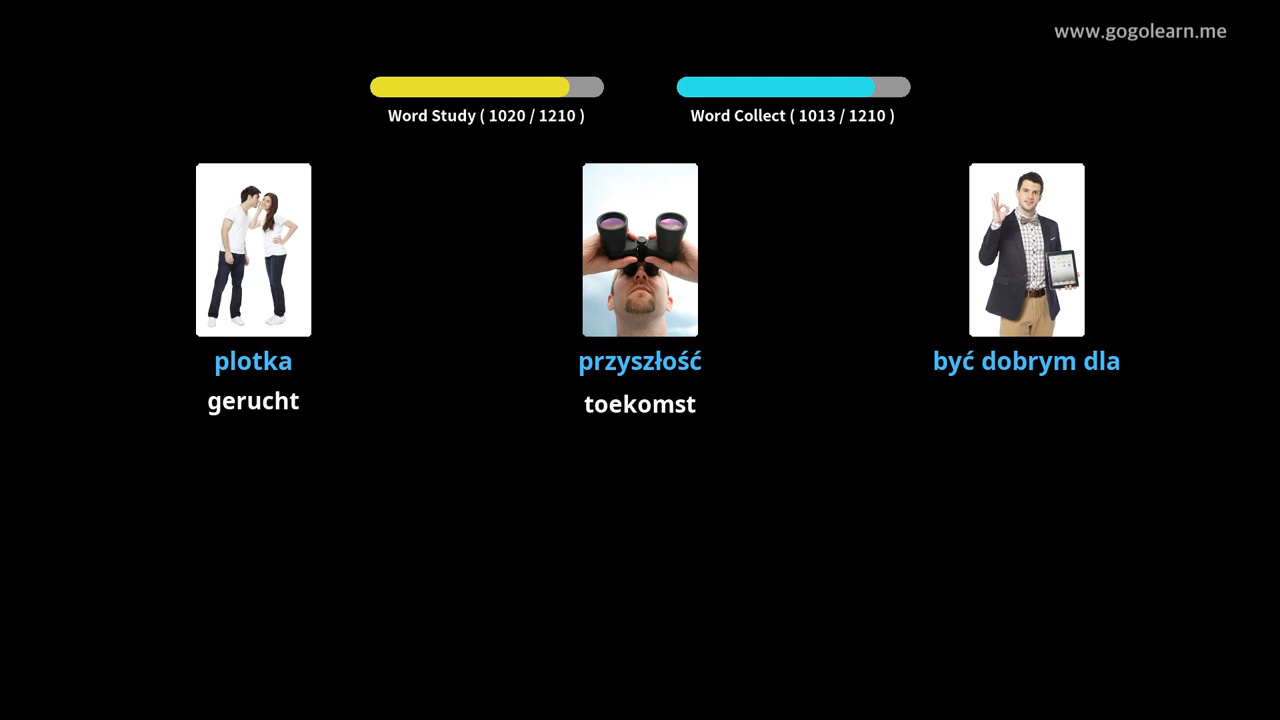 www.gogolearn.me
Word Study ( 1020 / 1210 )
Word Collect ( 1013 / 1210 )
plotka
gerucht
przyszłość
toekomst
być dobrym dla